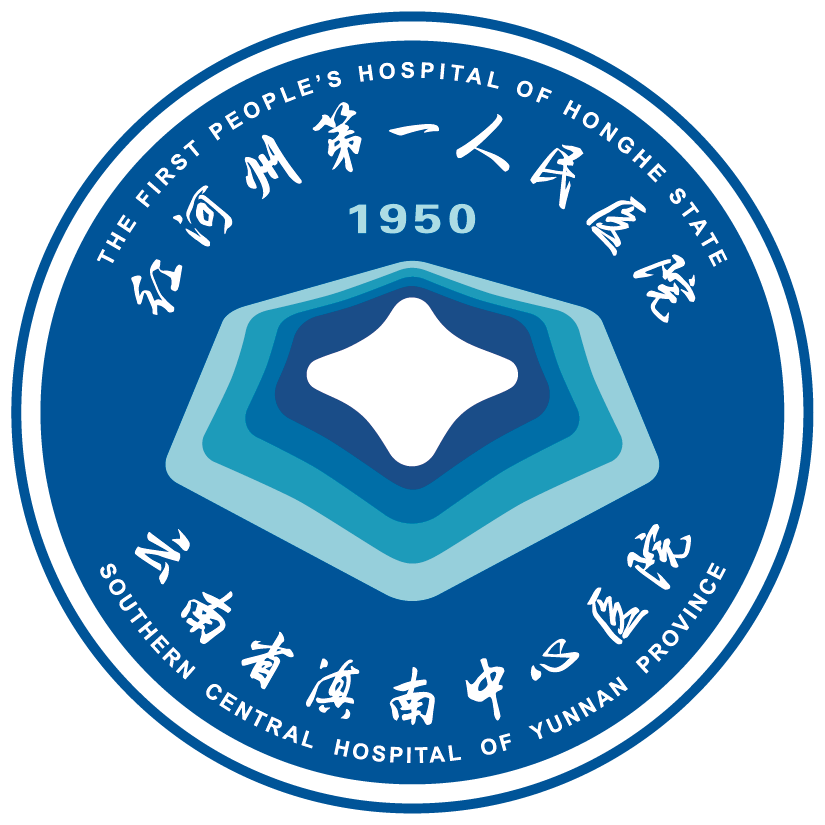 THE FIRST PEOPLE'S HOSPITAL OF HONGHE STATE
红河州第一人民医院
1950
云南省滇南中心医院
SOUTHERN CENTRAL HOSPITAL OF YUNNAN PROVINCE